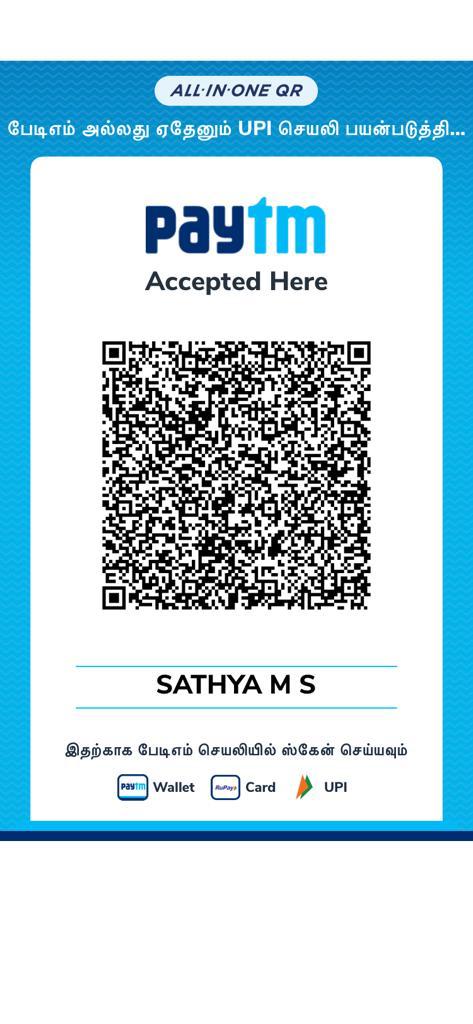 ALL·IN·ONE QR
பேடிஎம் அல்லது ஏதேனும் UPI செயலி பயன்படுத்தி...
paytm
Accepted Here
SATHYA M S
இதற்காக பேடிஎம் செயலியில் ஸ்கேன் செய்யவும்
paytm Wallet RuPay Card UPI